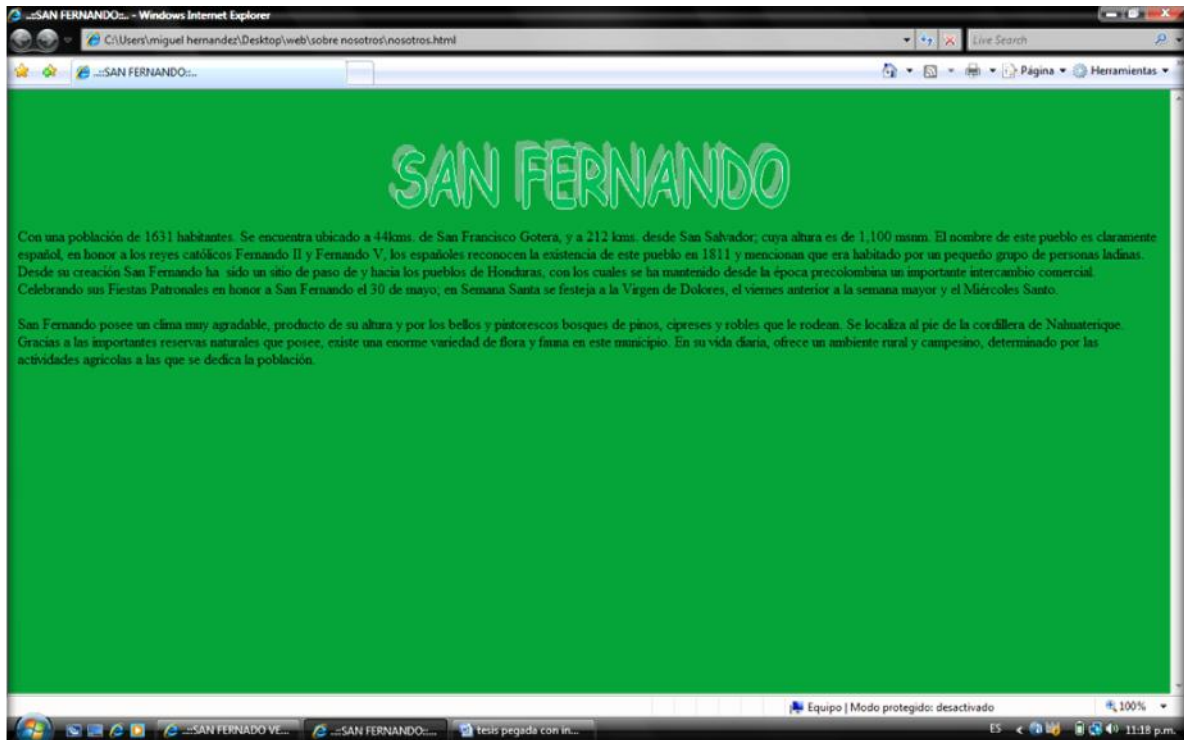 ..::SAN FERNANDO::.. - Windows Internet Explorer
C:\Users\miguel hernandez\Desktop\web\sobre nosotros\nosotros.html
Live Search
..::SAN FERNANDO::..
Página
Herramientas
SAN FERNANDO
Con una población de 1631 habitantes. Se encuentra ubicado a 44kms. de San Francisco Gotera, y a 212 kms. desde San Salvador; cuya altura es de 1,100 msnm. El nombre de este pueblo es claramente
español, en honor a los reyes católicos Fernando II y Fernando V, los españoles reconocen la existencia de este pueblo en 1811 y mencionan que era habitado por un pequeño grupo de personas ladinas.
Desde su creación San Fernando ha sido un sitio de paso de y hacia los pueblos de Honduras, con los cuales se ha mantenido desde la época precolombina un importante intercambio comercial.
Celebrando sus Fiestas Patronales en honor a San Fernando el 30 de mayo; en Semana Santa se festeja a la Virgen de Dolores, el viernes anterior a la semana mayor y el Miércoles Santo.
San Fernando posee un clima muy agradable, producto de su altura y por los bellos y pintorescos bosques de pinos, cipreses y robles que le rodean. Se localiza al pie de la cordillera de Nahuaterique.
Gracias a las importantes reservas naturales que posee, existe una enorme variedad de flora y fauna en este municipio. En su vida diaria, ofrece un ambiente rural y campesino, determinado por las
actividades agrícolas a las que se dedica la población.
Equipo | Modo protegido: desactivado
100%
..::SAN FERNADO VE...
..::SAN FERNANDO::...
tesis pegada con in...
ES
11:18 p.m.